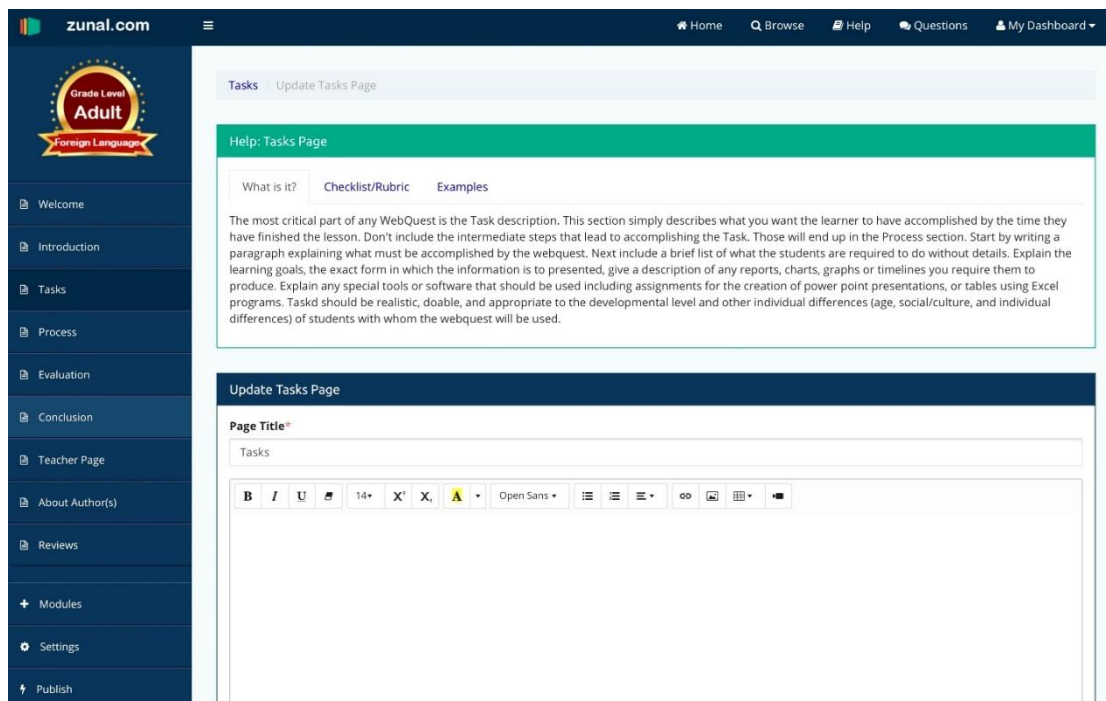 zunal.com
Home
Browse
Help
Questions
My Dashboard
Grade Level
Adult
Foreign Language
Welcome
Introduction
Tasks
Process
Evaluation
Conclusion
Teacher Page
About Author(s)
Reviews
Modules
Settings
Publish
Tasks / Update Tasks Page
Help: Tasks Page
What is it?
Checklist/Rubric
Examples
The most critical part of any WebQuest is the Task description. This section simply describes what you want the learner to have accomplished by the time they
have finished the lesson. Don't include the intermediate steps that lead to accomplishing the Task. Those will end up in the Process section. Start by writing a
paragraph explaining what must be accomplished by the webquest. Next include a brief list of what the students are required to do without details. Explain the
learning goals, the exact form in which the information is to presented, give a description of any reports, charts, graphs or timelines you require them to
produce. Explain any special tools or software that should be used including assignments for the creation of power point presentations, or tables using Excel
programs. Taskd should be realistic, doable, and appropriate to the developmental level and other individual differences (age, social/culture, and individual
differences) of students with whom the webquest will be used.
Update Tasks Page
Page Title*
Tasks
B I U 14 X² X, A Open Sans